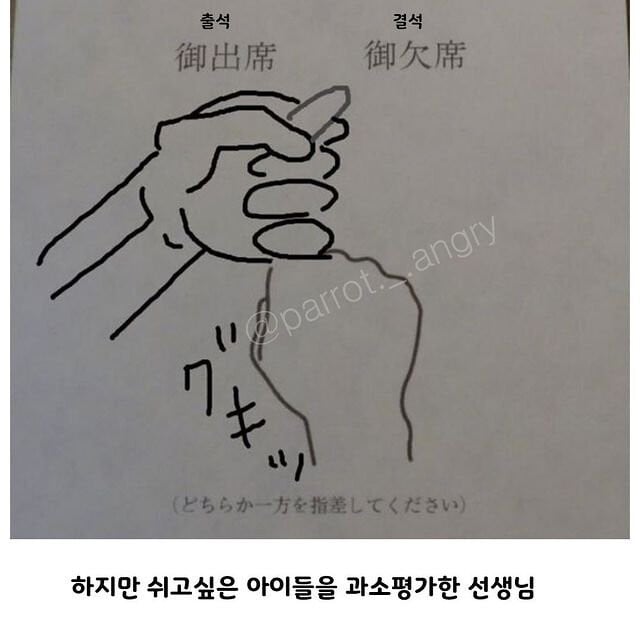 출석 결석
御出席 御欠席
@parrot._.angry
グキッ
(どちらか一方を指差してください)
하지만 쉬고싶은 아이들을 과소평가한 선생님